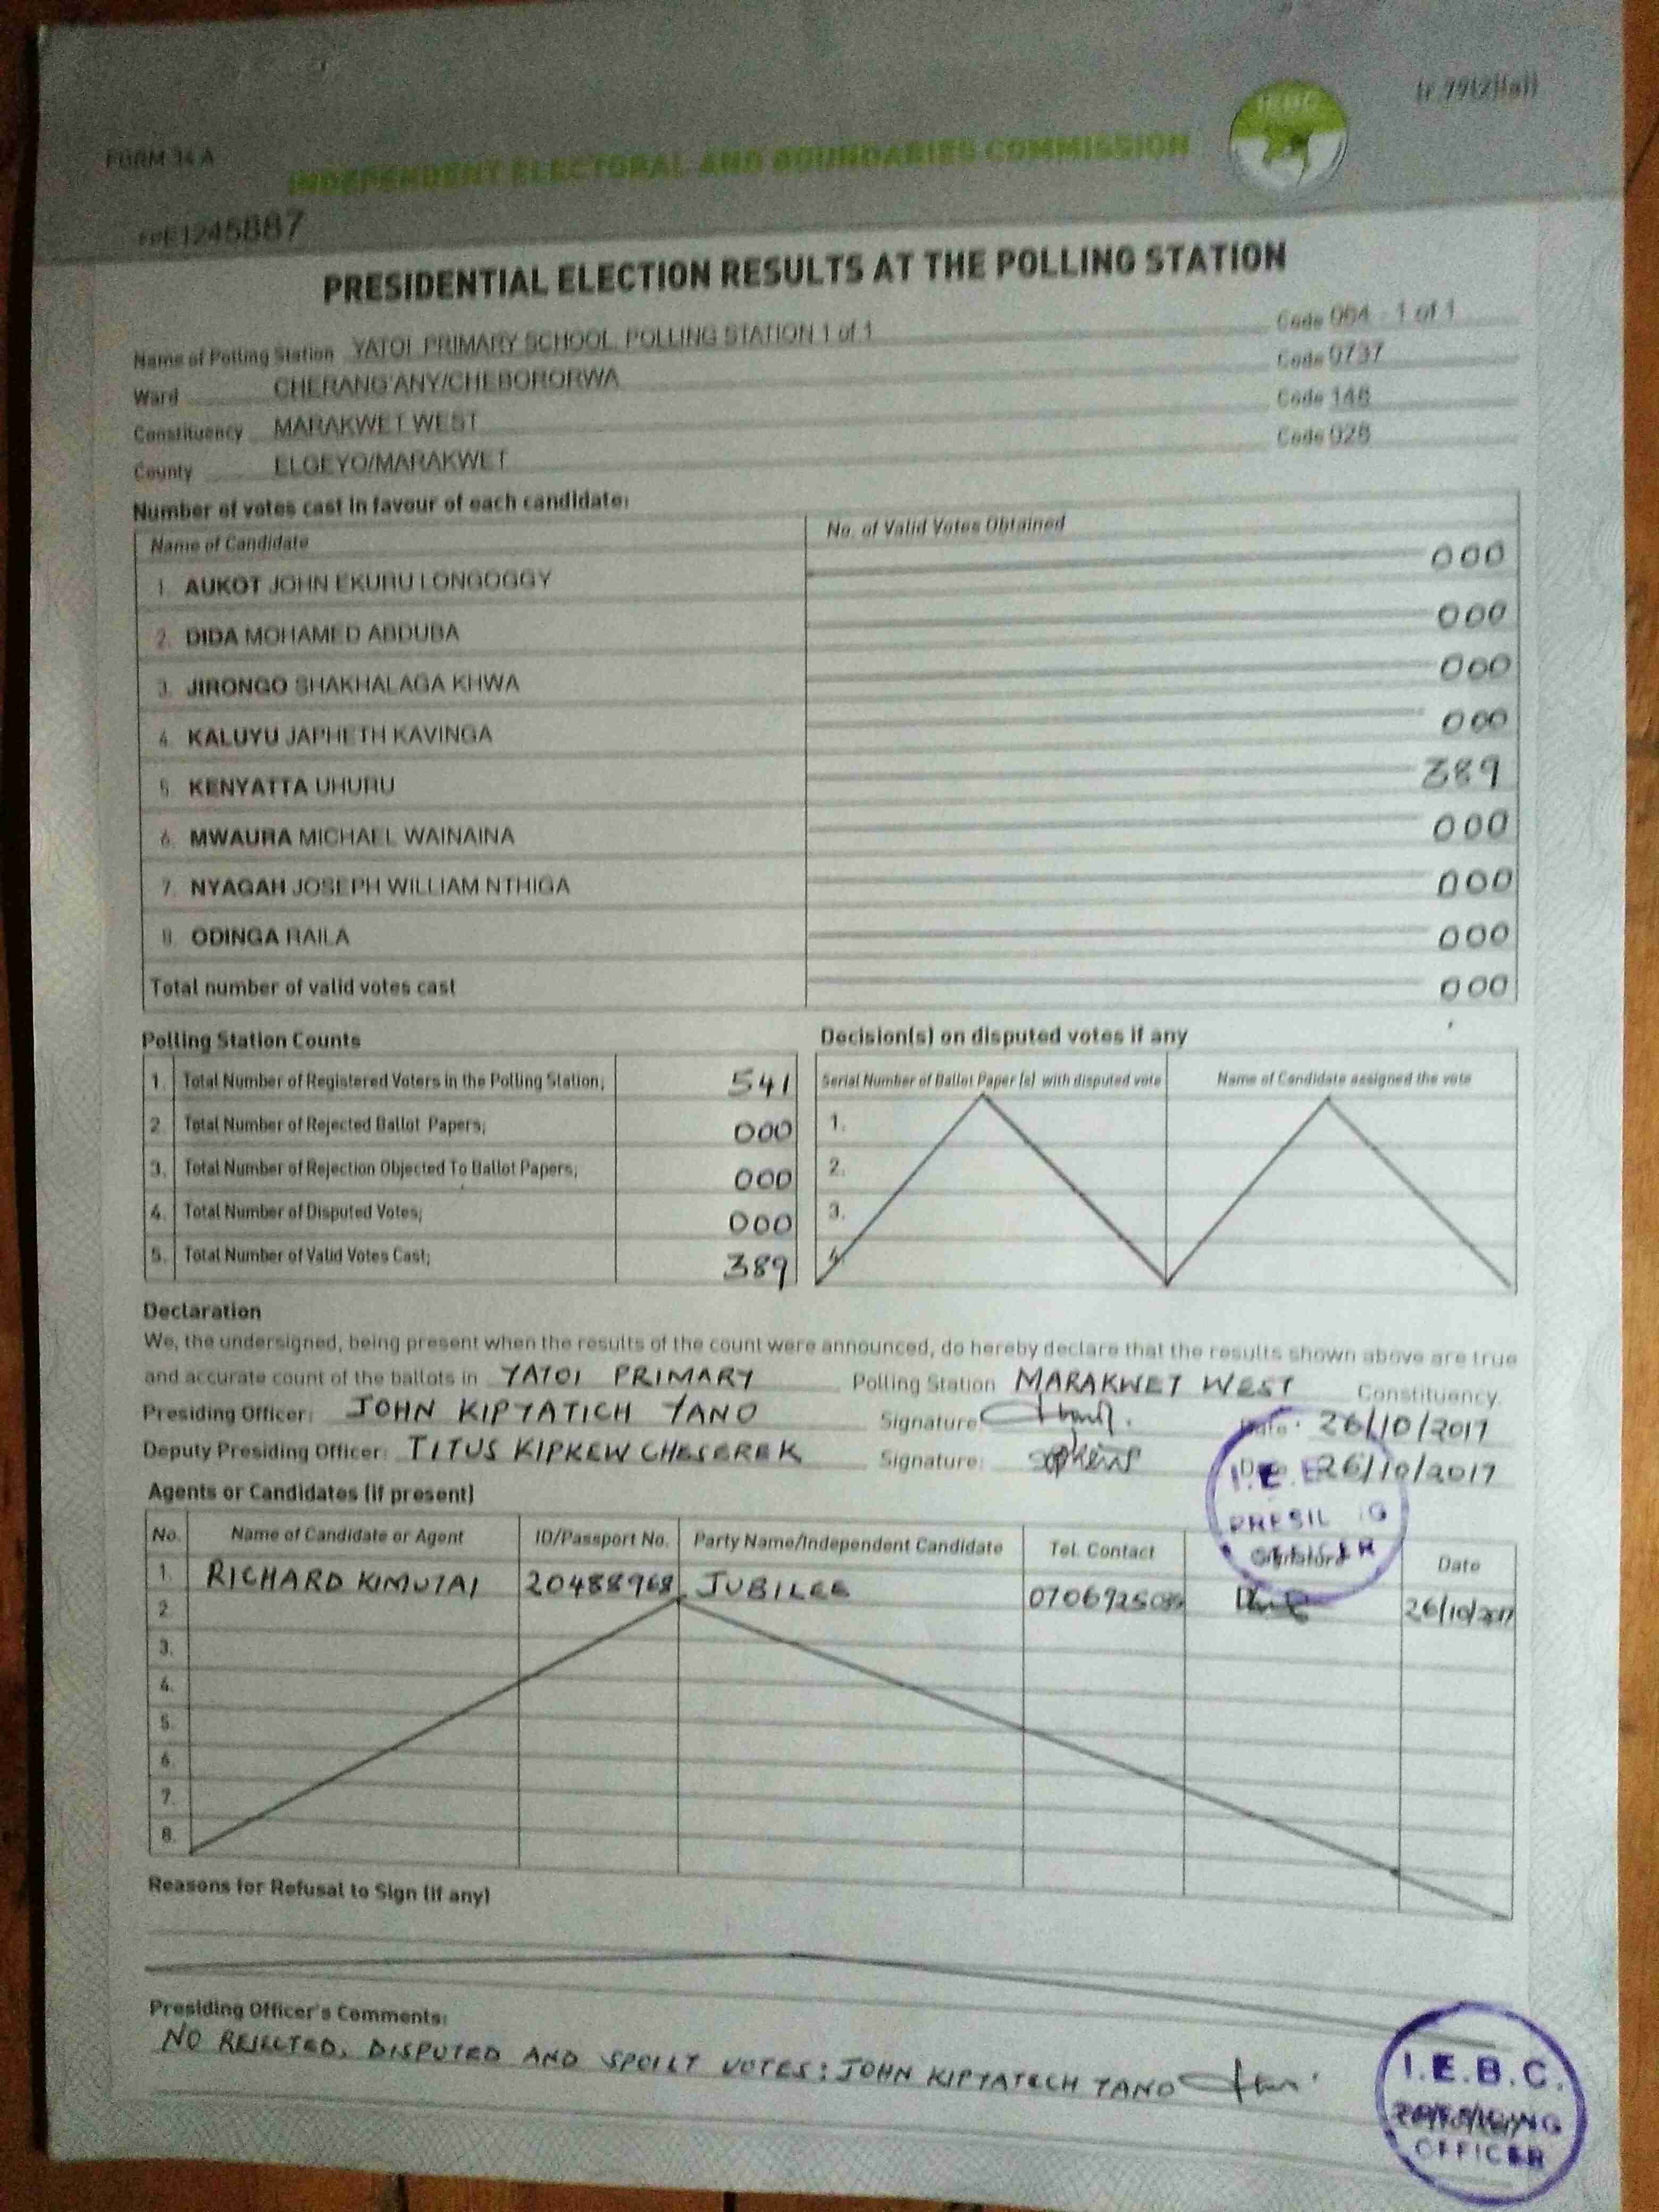 (r.79(2)(a))
IEBC
FORM 34 A
INDEPENDENT ELECTORAL AND BOUNDARIES COMMISSION
1245887
PRESIDENTIAL ELECTION RESULTS AT THE POLLING STATION
Name of Polling Station YATOI PRIMARY SCHOOL POLLING STATION 1 of 1 Code 064 - 1 of 1
Ward CHERANG'ANY/CHEBORORWA Code 0737
Constituency MARAKWET WEST Code 148
County ELGEYO/MARAKWET Code 028
Number of votes cast in favour of each candidate:
Name of Candidate No. of Valid Votes Obtained
1. AUKOT JOHN EKURU LONGOGGY 000
2. DIDA MOHAMED ABDUBA 000
3. JIRONGO SHAKHALAGA KHWA 000
4. KALUYU JAPHETH KAVINGA 000
5. KENYATTA UHURU 389
6. MWAURA MICHAEL WAINAINA 000
7. NYAGAH JOSEPH WILLIAM NTHIGA 000
8. ODINGA RAILA 000
Total number of valid votes cast 000
Polling Station Counts
1. Total Number of Registered Voters in the Polling Station; 541
2. Total Number of Rejected Ballot Papers; 000
3. Total Number of Rejection Objected To Ballot Papers; 000
4. Total Number of Disputed Votes; 000
5. Total Number of Valid Votes Cast; 389
Decision(s) on disputed votes if any
Serial Number of Ballot Paper (s) with disputed vote Name of Candidate assigned the vote
1.
2.
3.
4.
Declaration
We, the undersigned, being present when the results of the count were announced, do hereby declare that the results shown above are true
and accurate count of the ballots in YATOI PRIMARY Polling Station MARAKWET WEST Constituency.
Presiding Officer: JOHN KIPYATICH YANO Signature Date 26/10/2017
Deputy Presiding Officer: TITUS KIPKEW CHESEREK Signature: Date 26/10/2017
Agents or Candidates (if present)
No. Name of Candidate or Agent ID/Passport No. Party Name/Independent Candidate Tel. Contact Signature Date
1. RICHARD KIMUTAI 20488968 JUBILEE 0706925 26/10/2017
2.
3.
4.
5.
6.
7.
8.
Reasons for Refusal to Sign (if any)
Presiding Officer's Comments:
NO REJECTED, DISPUTED AND SPOILT VOTES: JOHN KIPYATECH YANO
I.E.B.C.
PRESIDING
OFFICER